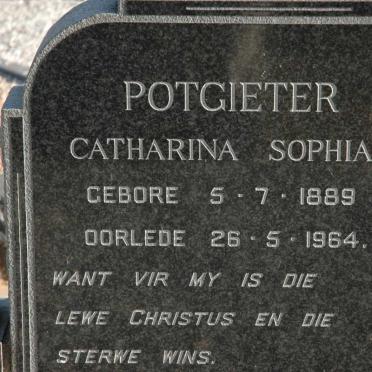 POTGIETER
CATHARINA SOPHIA
GEBORE 5·7·1889
OORLEDE 26·5·1964.
WANT VIR MY IS DIE
LEWE CHRISTUS EN DIE
STERWE WINS.